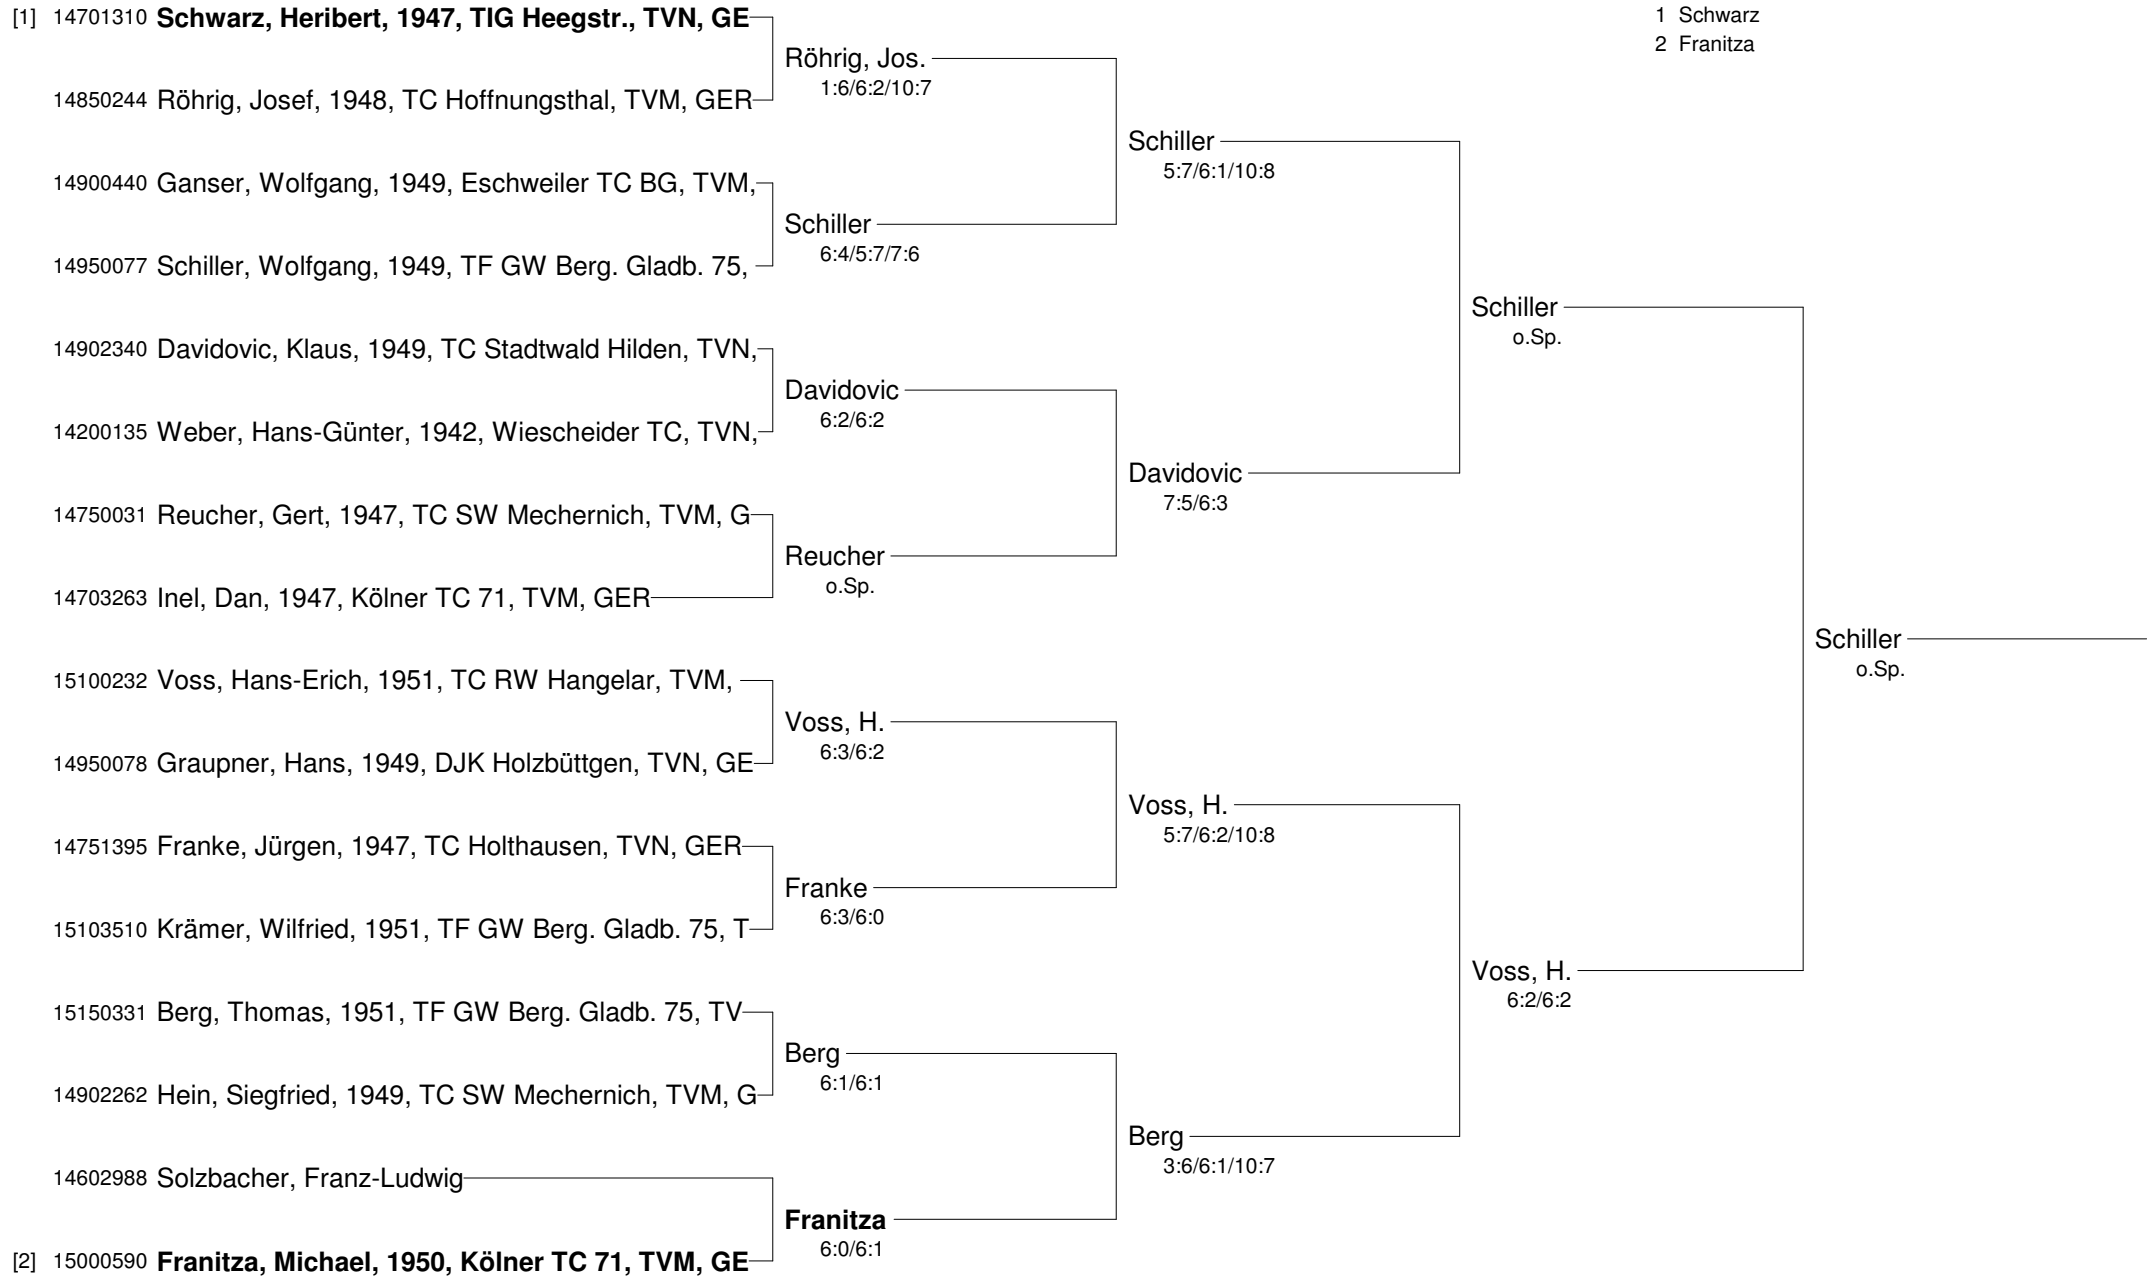 [1] 14701310 Schwarz, Heribert, 1947, TIG Heegstr., TVN, GE
1 Schwarz
2 Franitza
Röhrig, Jos.
1:6/6:2/10:7
14850244 Röhrig, Josef, 1948, TC Hoffnungsthal, TVM, GER
Schiller
5:7/6:1/10:8
14900440 Ganser, Wolfgang, 1949, Eschweiler TC BG, TVM,
Schiller
6:4/5:7/7:6
14950077 Schiller, Wolfgang, 1949, TF GW Berg. Gladb. 75,
Schiller
o.Sp.
14902340 Davidovic, Klaus, 1949, TC Stadtwald Hilden, TVN,
Davidovic
6:2/6:2
14200135 Weber, Hans-Günter, 1942, Wiescheider TC, TVN,
Davidovic
7:5/6:3
14750031 Reucher, Gert, 1947, TC SW Mechernich, TVM, G
Reucher
o.Sp.
14703263 Inel, Dan, 1947, Kölner TC 71, TVM, GER
Schiller
o.Sp.
15100232 Voss, Hans-Erich, 1951, TC RW Hangelar, TVM,
Voss, H.
6:3/6:2
14950078 Graupner, Hans, 1949, DJK Holzbüttgen, TVN, GE
Voss, H.
5:7/6:2/10:8
14751395 Franke, Jürgen, 1947, TC Holthausen, TVN, GER
Franke
6:3/6:0
15103510 Krämer, Wilfried, 1951, TF GW Berg. Gladb. 75, T
Voss, H.
6:2/6:2
15150331 Berg, Thomas, 1951, TF GW Berg. Gladb. 75, TV
Berg
6:1/6:1
14902262 Hein, Siegfried, 1949, TC SW Mechernich, TVM, G
Berg
3:6/6:1/10:7
14602988 Solzbacher, Franz-Ludwig
Franitza
6:0/6:1
[2] 15000590 Franitza, Michael, 1950, Kölner TC 71, TVM, GE